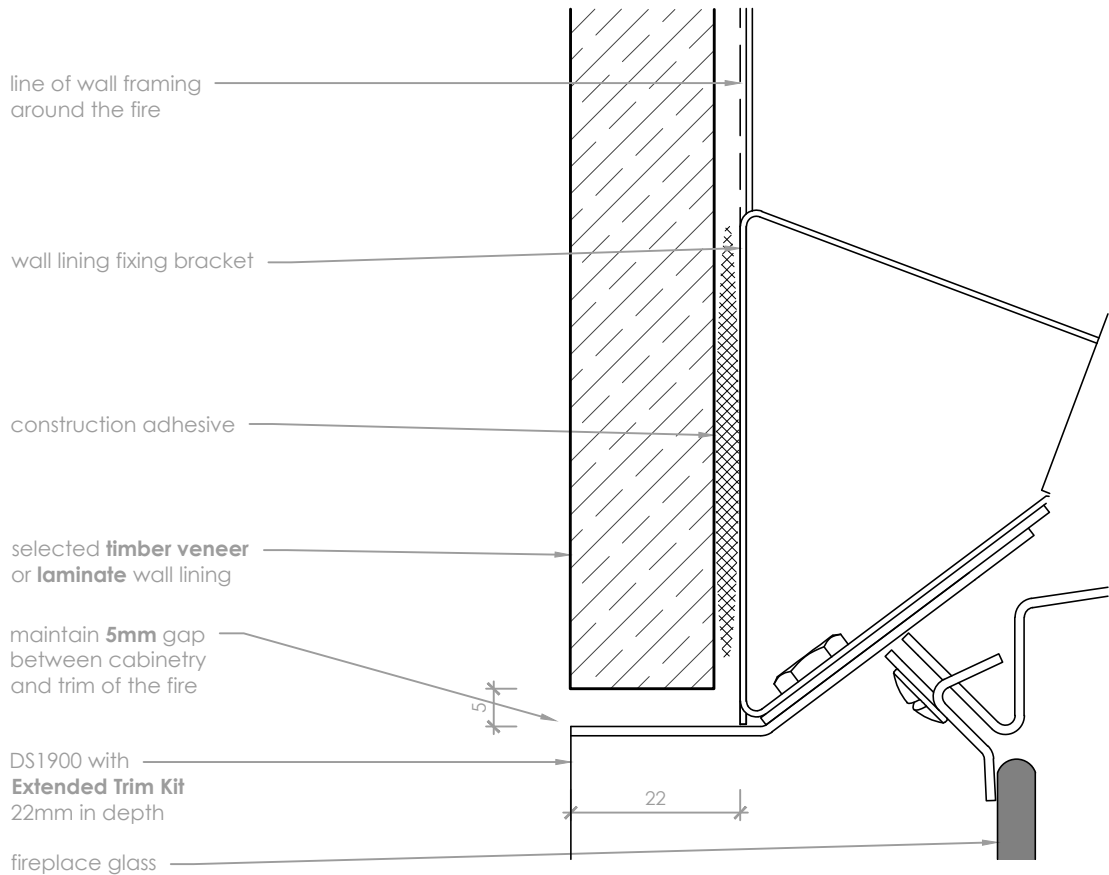 line of wall framing
around the fire
wall lining fixing bracket
construction adhesive
selected timber veneer
or laminate wall lining
maintain 5mm gap
between cabinetry
and trim of the fire
5
DS1900 with
Extended Trim Kit
22mm in depth
22
fireplace glass